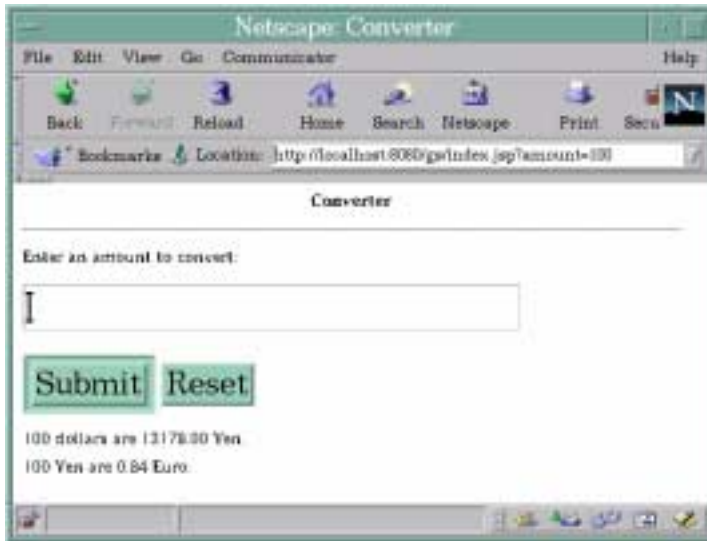 Netscape: Converter
File Edit View Go Communicator Help
Back Forward Reload Home Search Netscape Print Secu
N
Bookmarks Location: http://localhost:8080/gs/index.jsp?amount=100
Converter
Enter an amount to convert:
Submit Reset
100 dollars are 12178.00 Yen
100 Yen are 0.84 Euro